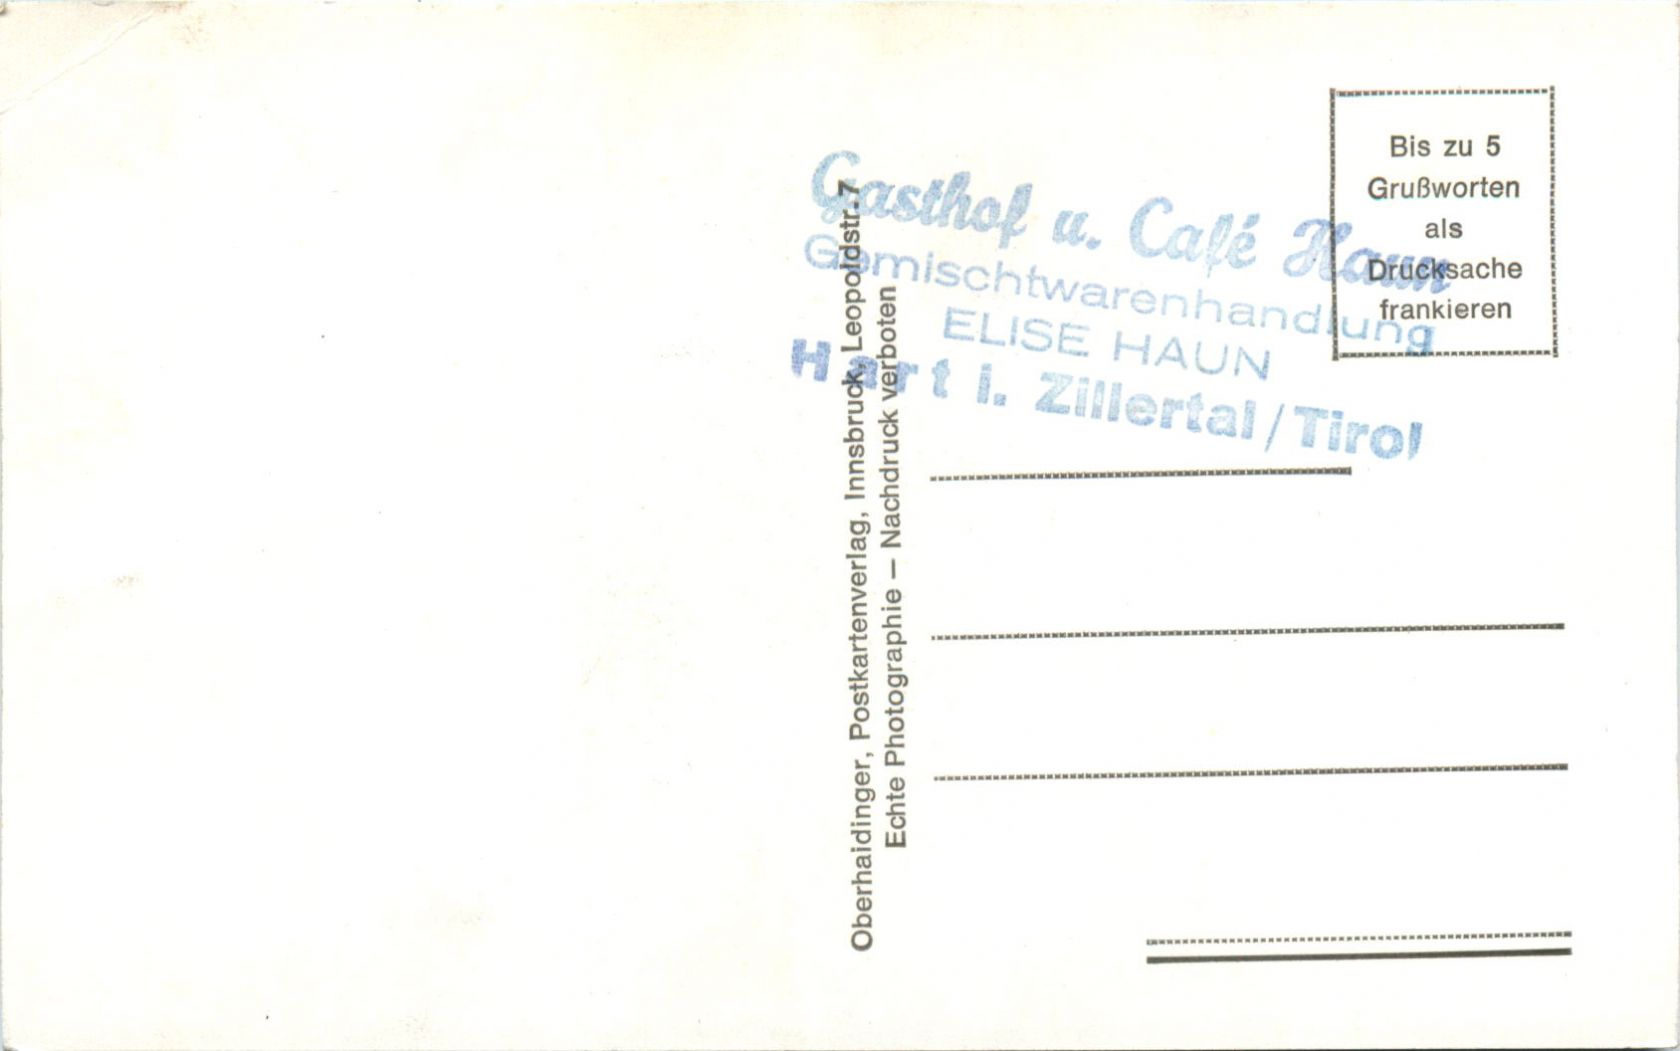 Gasthof u. Café Haun
Gemischtwarenhandlung
ELISE HAUN
Hart i. Zillertal/Tirol
Bis zu 5
Grußworten
als
Drucksache
frankieren
Oberhaidinger, Postkartenverlag, Innsbruck, Leopoldstr. 7
Echte Photographie – Nachdruck verboten